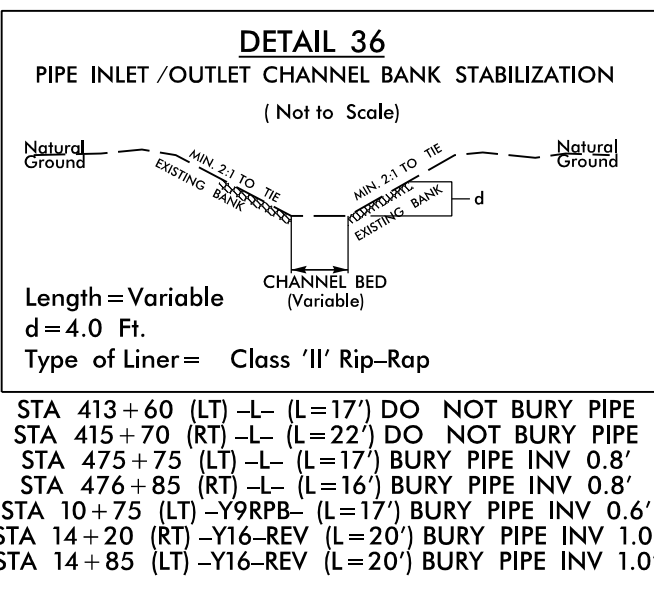 DETAIL 36
PIPE INLET /OUTLET CHANNEL BANK STABILIZATION
( Not to Scale)
Natural
Ground
MIN. 2:1 TO TIE
EXISTING BANK
MIN. 2:1 TO TIE
EXISTING BANK
Natural
Ground
d
CHANNEL BED
(Variable)
Length = Variable
d = 4.0 Ft.
Type of Liner = Class 'II' Rip-Rap
STA 413+60 (LT) -L- (L=17') DO NOT BURY PIPE
STA 415+70 (RT) -L- (L=22') DO NOT BURY PIPE
STA 475+75 (LT) -L- (L=17') BURY PIPE INV 0.8'
STA 476+85 (RT) -L- (L=16') BURY PIPE INV 0.8'
STA 10+75 (LT) -Y9RPB- (L=17') BURY PIPE INV 0.6'
STA 14+20 (RT) -Y16-REV (L=20') BURY PIPE INV 1.0
STA 14+85 (LT) -Y16-REV (L=20') BURY PIPE INV 1.0'